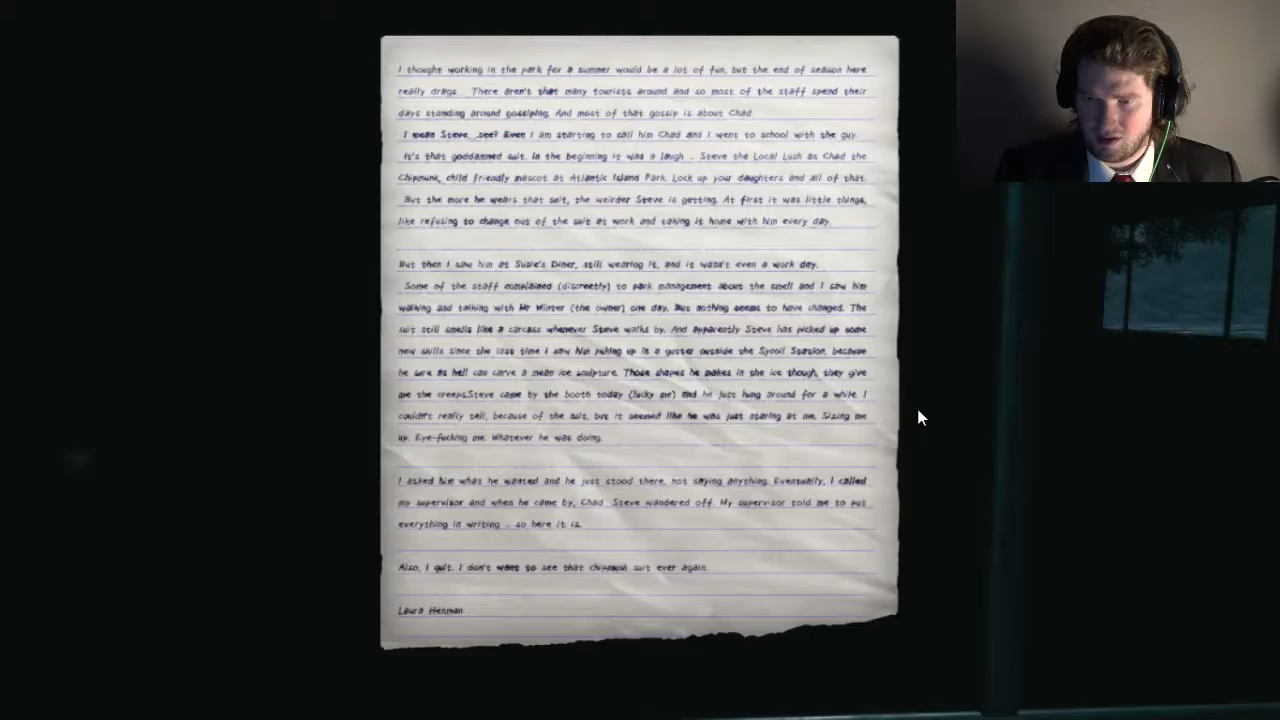 I thought working in the park for a summer would be a lot of fun, but the end of season here
really drags... There aren't that many tourists around and so most of the staff spend their
days standing around gossiping. And most of that gossip is about Chad.
I mean Steve...see? Even I am starting to call him Chad and I went to school with the guy.
It's that goddamned suit. In the beginning it was a laugh - Steve the Local Lush as Chad the
Chipmunk, child friendly mascot at Atlantic Island Park. Lock up your daughters and all of that.
But the more he wears that suit, the weirder Steve is getting. At first it was little things,
like refusing to change out of the suit at work and taking it home with him every day.
But then I saw him at Susie's Diner, still wearing it, and it wasn't even a work day.
Some of the staff complained (discreetly) to park management about the smell and I saw him
walking and talking with Mr Winter (the owner) one day. But nothing seems to have changed. The
suit still smells like a carcass whenever Steve walks by. And apparently Steve has picked up some
new skills since the last time I saw him puking up in a gutter outside the Sycoil Station, because
he sure as hell can carve a mean ice sculpture. Those shapes he makes in the ice though, they give
me the creeps.Steve came by the booth today (lucky me) and he just hung around for a while. I
couldn't really tell, because of the suit, but it seemed like he was just staring at me. Sizing me
up. Eye-fucking me. Whatever he was doing.
I asked him what he wanted and he just stood there, not saying anything. Eventually, I called
my supervisor and when he came by, Chad...Steve wandered off. My supervisor told me to put
everything in writing - so here it is.
Also, I quit. I don't want to see that chipmunk suit ever again.
Laura Henman